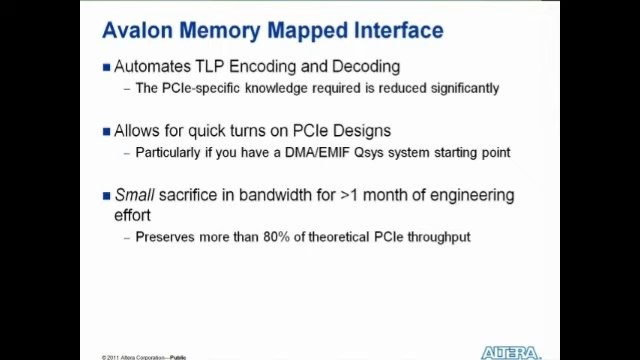 Avalon Memory Mapped Interface
Automates TLP Encoding and Decoding
– The PCIe-specific knowledge required is reduced significantly
Allows for quick turns on PCIe Designs
– Particularly if you have a DMA/EMIF Qsys system starting point
Small sacrifice in bandwidth for >1 month of engineering
effort
– Preserves more than 80% of theoretical PCIe throughput
© 2011 Altera Corporation—Public
ALTERA